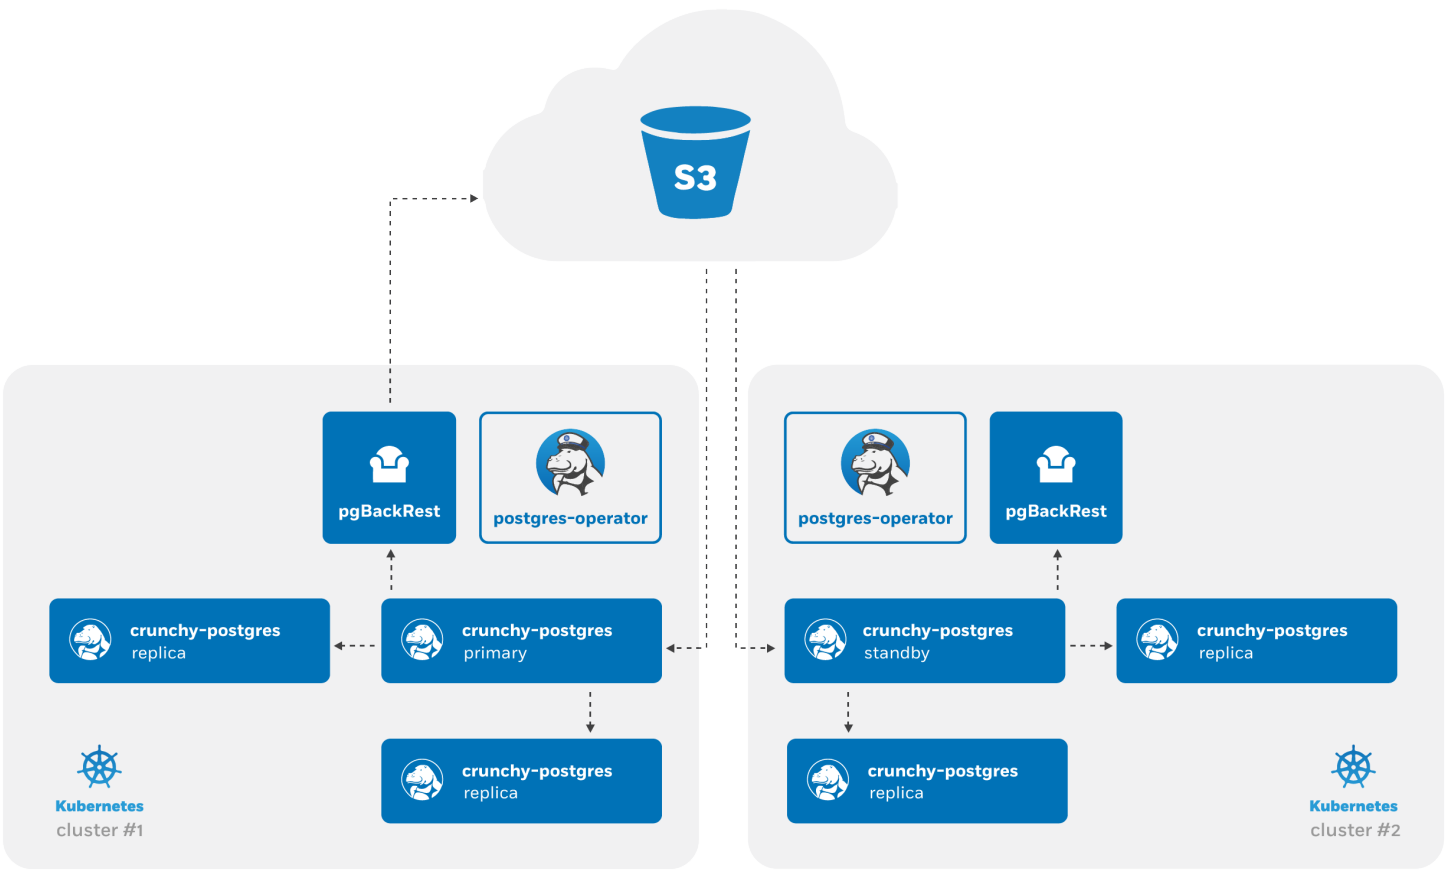 S3
pgBackRest
postgres-operator
crunchy-postgres
replica
crunchy-postgres
primary
crunchy-postgres
replica
Kubernetes
cluster #1
postgres-operator
pgBackRest
crunchy-postgres
standby
crunchy-postgres
replica
crunchy-postgres
replica
Kubernetes
cluster #2